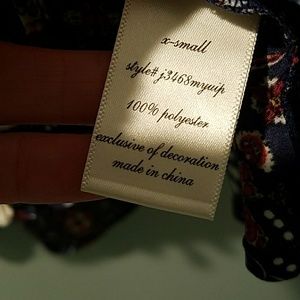 x-small
style# j3468myuip
100% polyester
exclusive of decoration
made in china